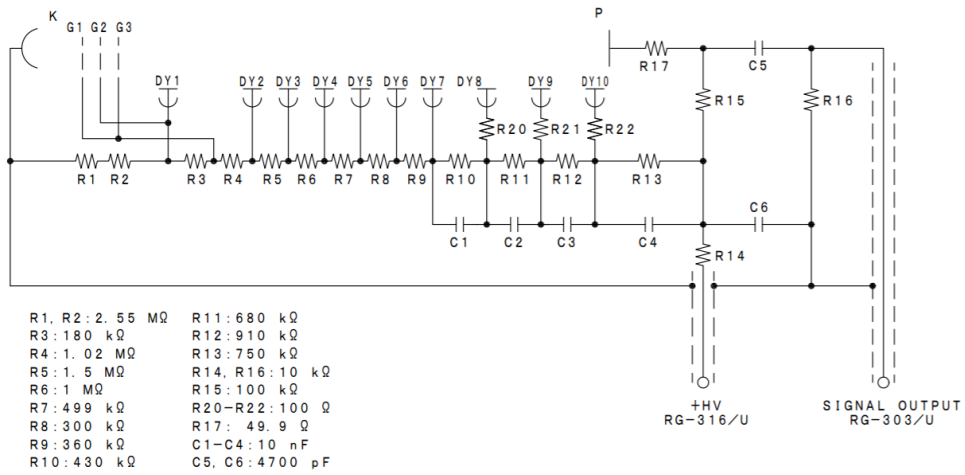 K
P
G1 G2 G3
DY1 DY2 DY3 DY4 DY5 DY6 DY7 DY8 DY9 DY10
R17 C5
R15 R16
R20 R21 R22
R1 R2 R3 R4 R5 R6 R7 R8 R9 R10 R11 R12 R13
C6
C1 C2 C3 C4
R14
R1, R2:2. 55 MΩ
R3:180 kΩ
R4:1. 02 MΩ
R5:1. 5 MΩ
R6:1 MΩ
R7:499 kΩ
R8:300 kΩ
R9:360 kΩ
R10:430 kΩ
R11:680 kΩ
R12:910 kΩ
R13:750 kΩ
R14, R16:10 kΩ
R15:100 kΩ
R20-R22:100 Ω
R17: 49. 9 Ω
C1-C4:10 nF
C5, C6:4700 pF
+HV
RG-316/U
SIGNAL OUTPUT
RG-303/U